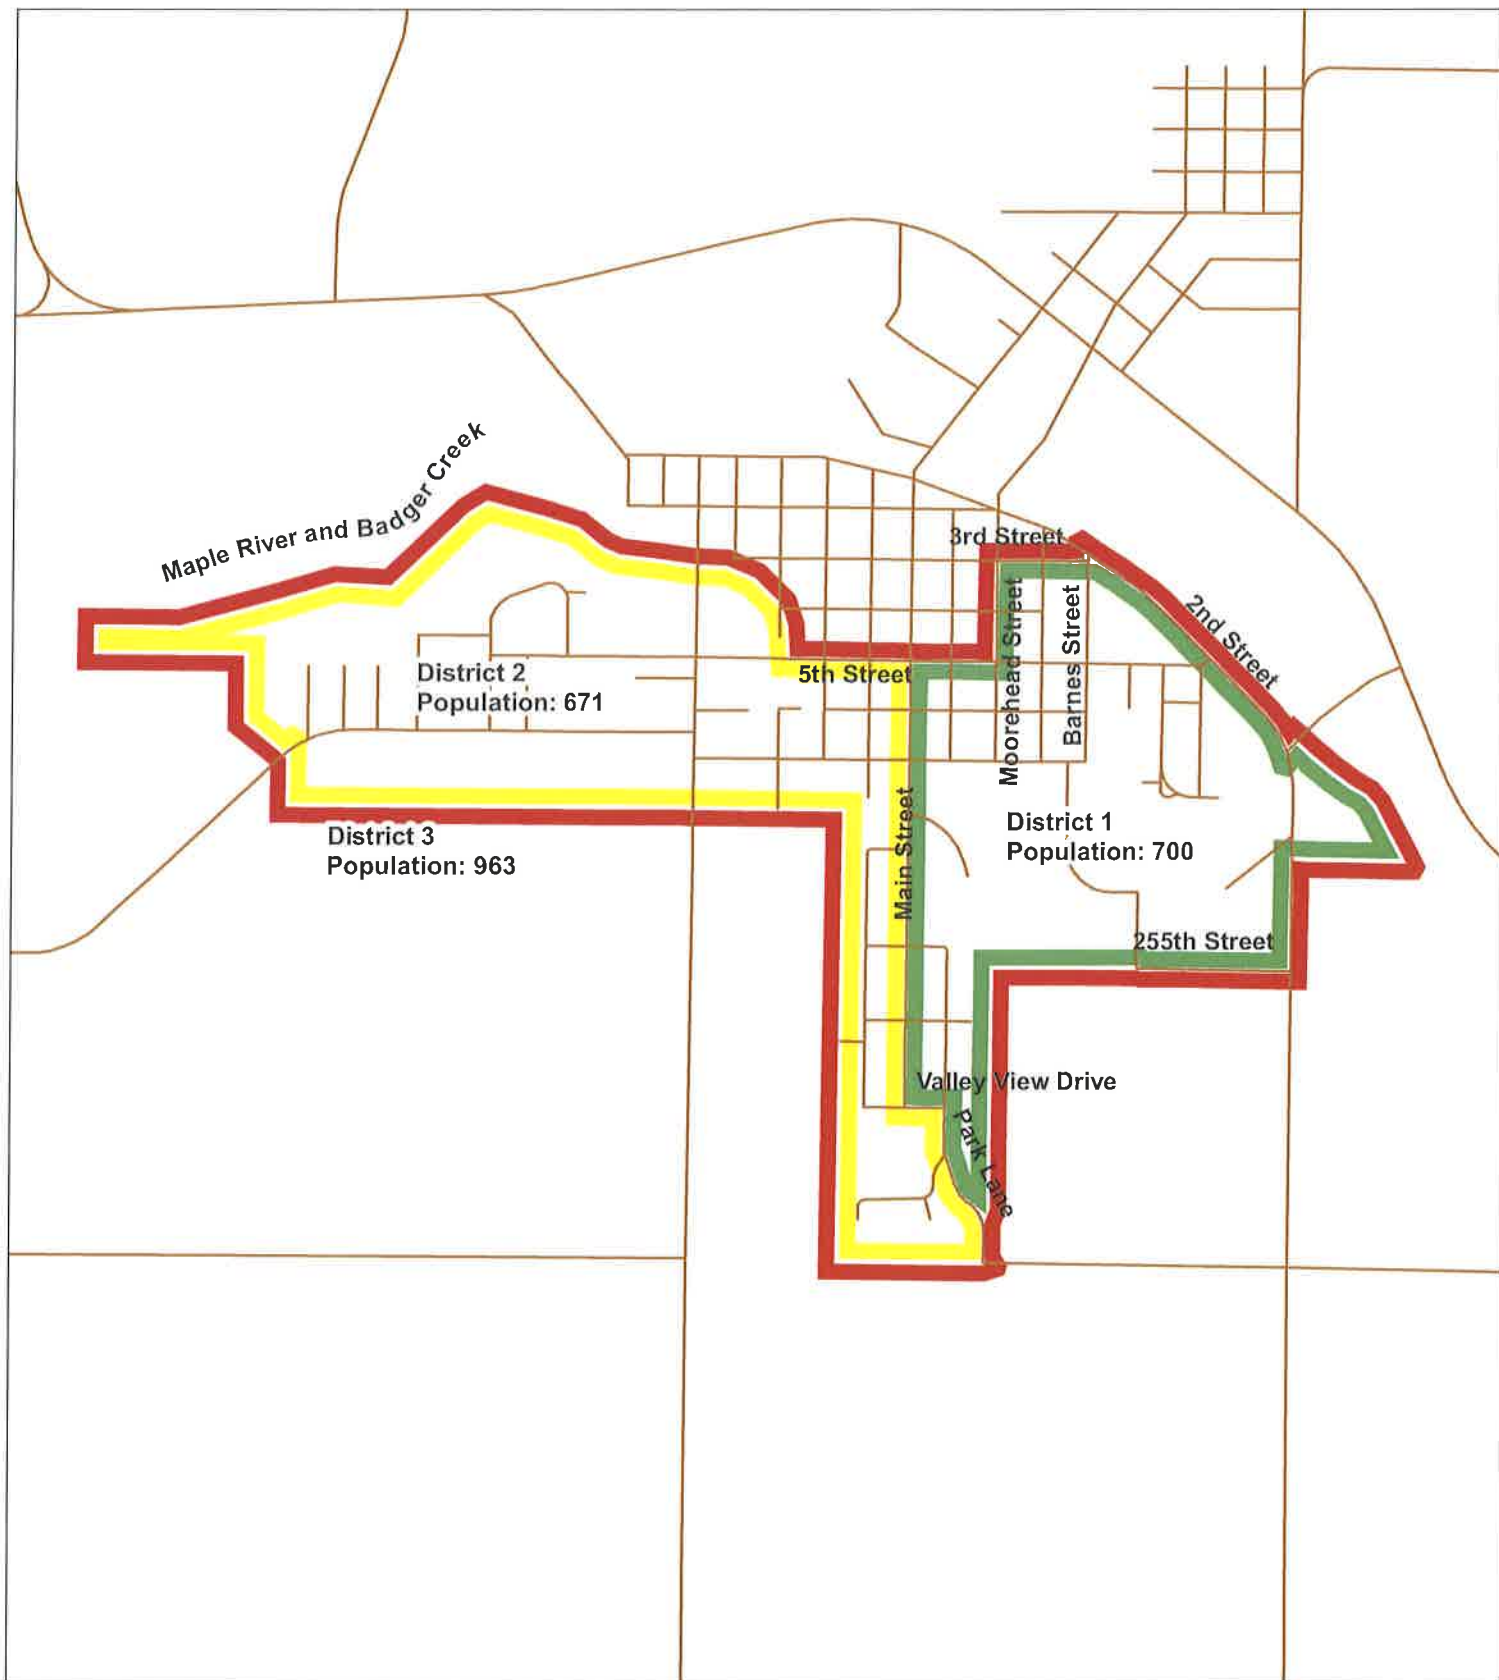 Maple River and Badger Creek
3rd Street
2nd Street
Moorehead Street
Barnes Street
District 2
Population: 671
5th Street
Main Street
District 1
Population: 700
District 3
Population: 963
255th Street
Valley View Drive
Park Lane